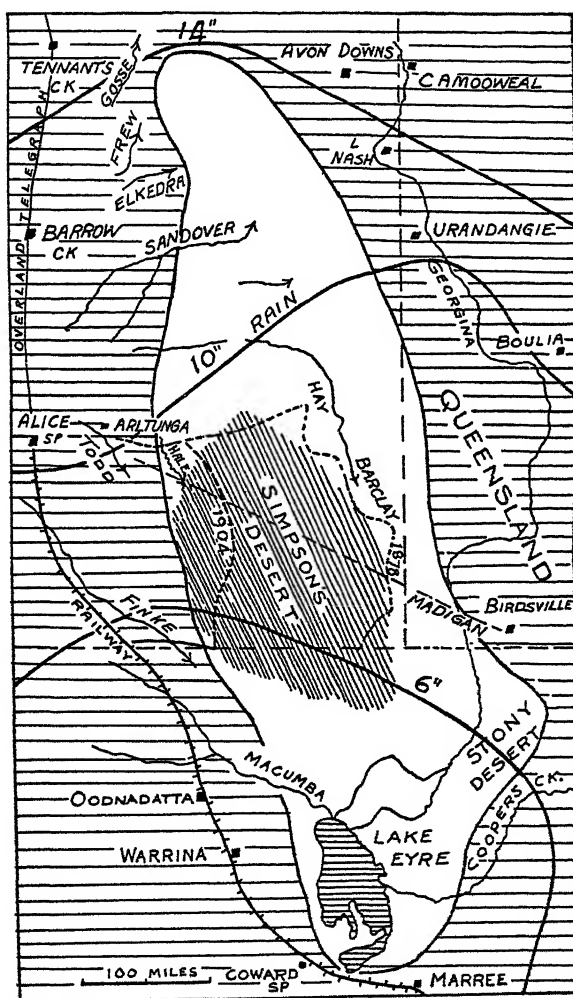 14"
AVON DOWNS
CAMOOWEAL
TENNANTS
CK
GOSSE
L
NASH
FREW
ELKEDRA
OVERLAND TELEGRAPH
BARROW
CK
SANDOVER
URANDANGIE
GEORGINA
RAIN
10"
BOULIA
HAY
QUEENSLAND
ALICE
SP
ARLTUNGA
TODD
HALE
SIMPSONS
DESERT
BARCLAY
1904
MADIGAN
BIRDSVILLE
FINKE
RAILWAY
6"
STONY
DESERT
MACUMBA
OODNADATTA
COOPERS CK.
LAKE
EYRE
WARRINA
100 MILES
COWARD
SP
MARREE